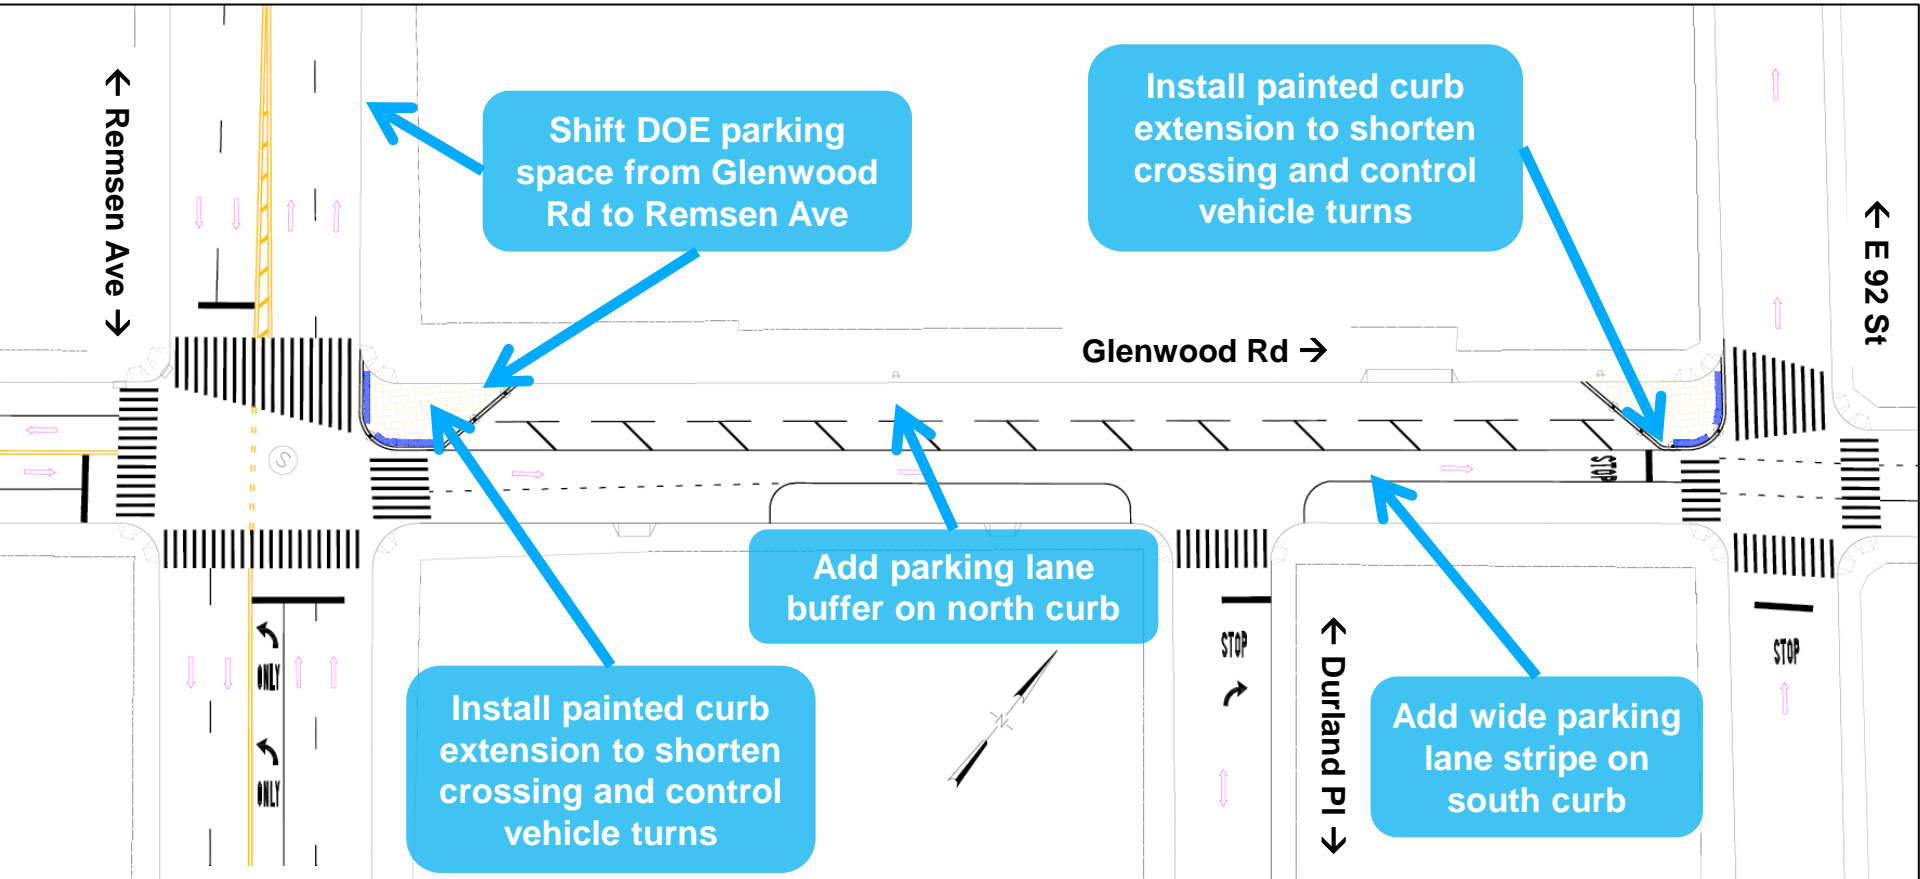 ← Remsen Ave →
Shift DOE parking
space from Glenwood
Rd to Remsen Ave
Install painted curb
extension to shorten
crossing and control
vehicle turns
← E 92 St
Glenwood Rd →
S
STOP
Add parking lane
buffer on north curb
Install painted curb
extension to shorten
crossing and control
vehicle turns
ONLY
ONLY
N
STOP
← Durland Pl →
Add wide parking
lane stripe on
south curb
STOP